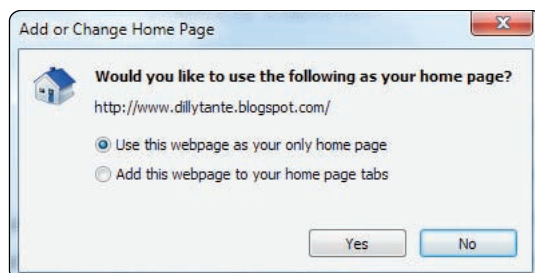 Add or Change Home Page
Would you like to use the following as your home page?
http://www.dillytante.blogspot.com/
Use this webpage as your only home page
Add this webpage to your home page tabs
Yes No